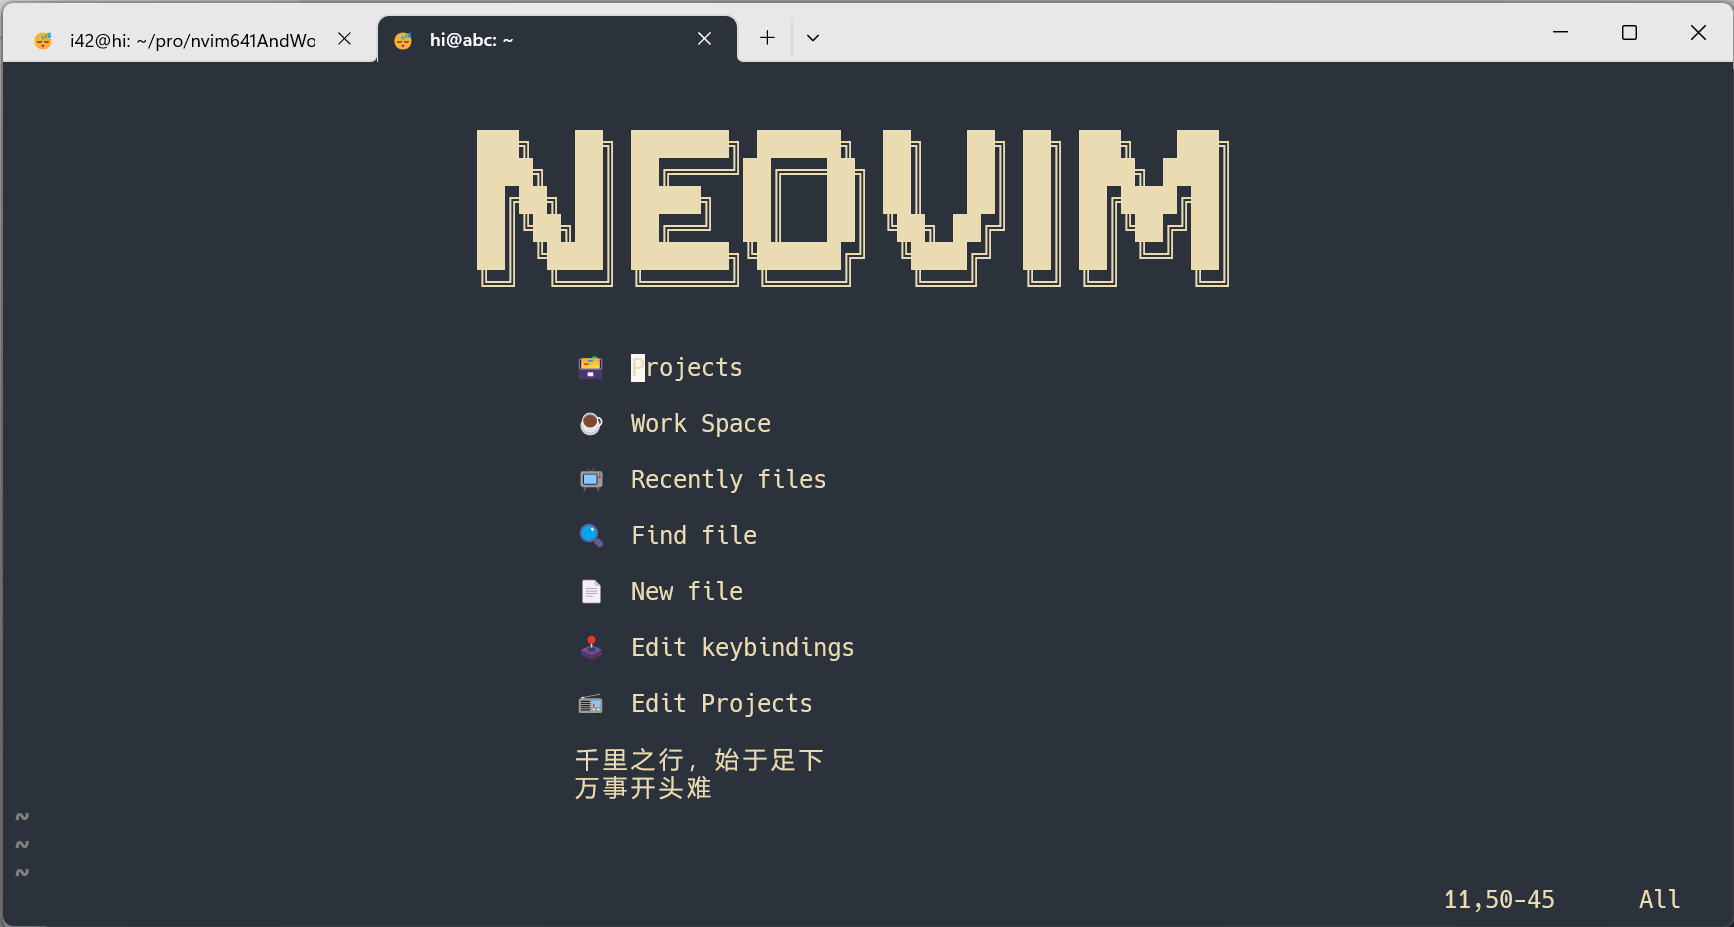 i42@hi: ~/pro/nvim641AndWo
hi@abc: ~
NEOVIM
Projects
Work Space
Recently files
Find file
New file
Edit keybindings
Edit Projects
千里之行，始于足下
万事开头难
~
~
~
11,50-45 All